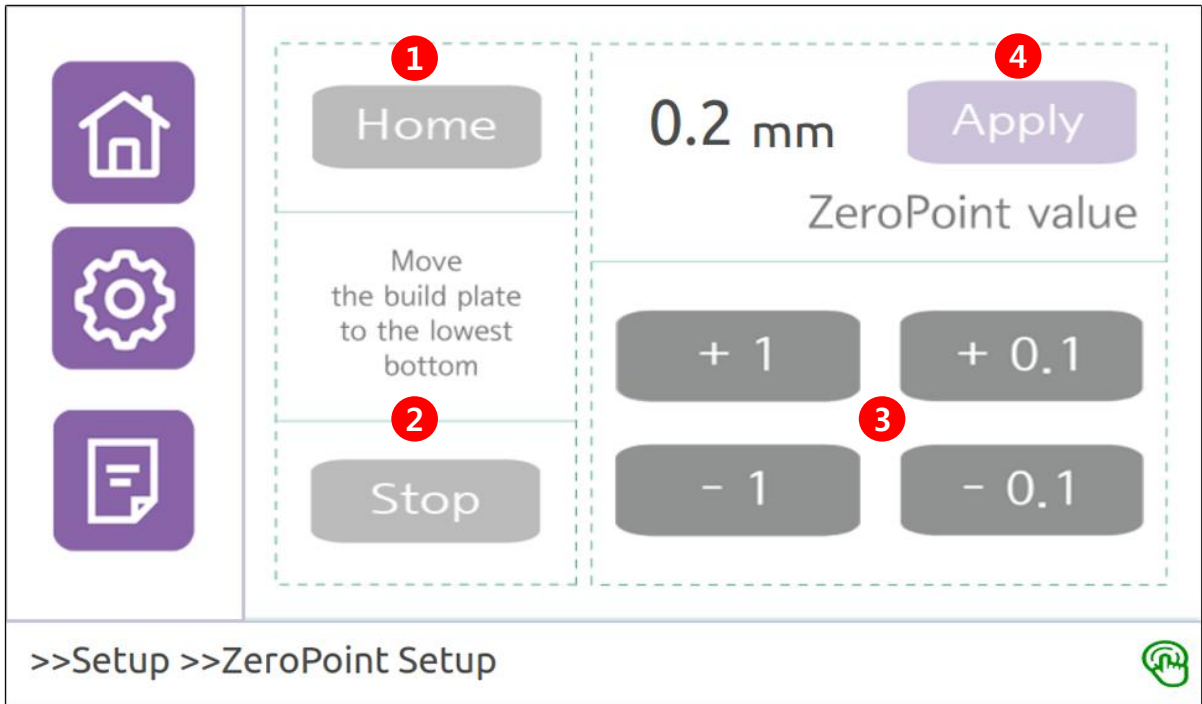 1
Home
Move
the build plate
to the lowest
bottom
2
Stop
4
0.2 mm
Apply
ZeroPoint value
+ 1
+ 0.1
3
- 1
- 0.1
>>Setup >>ZeroPoint Setup